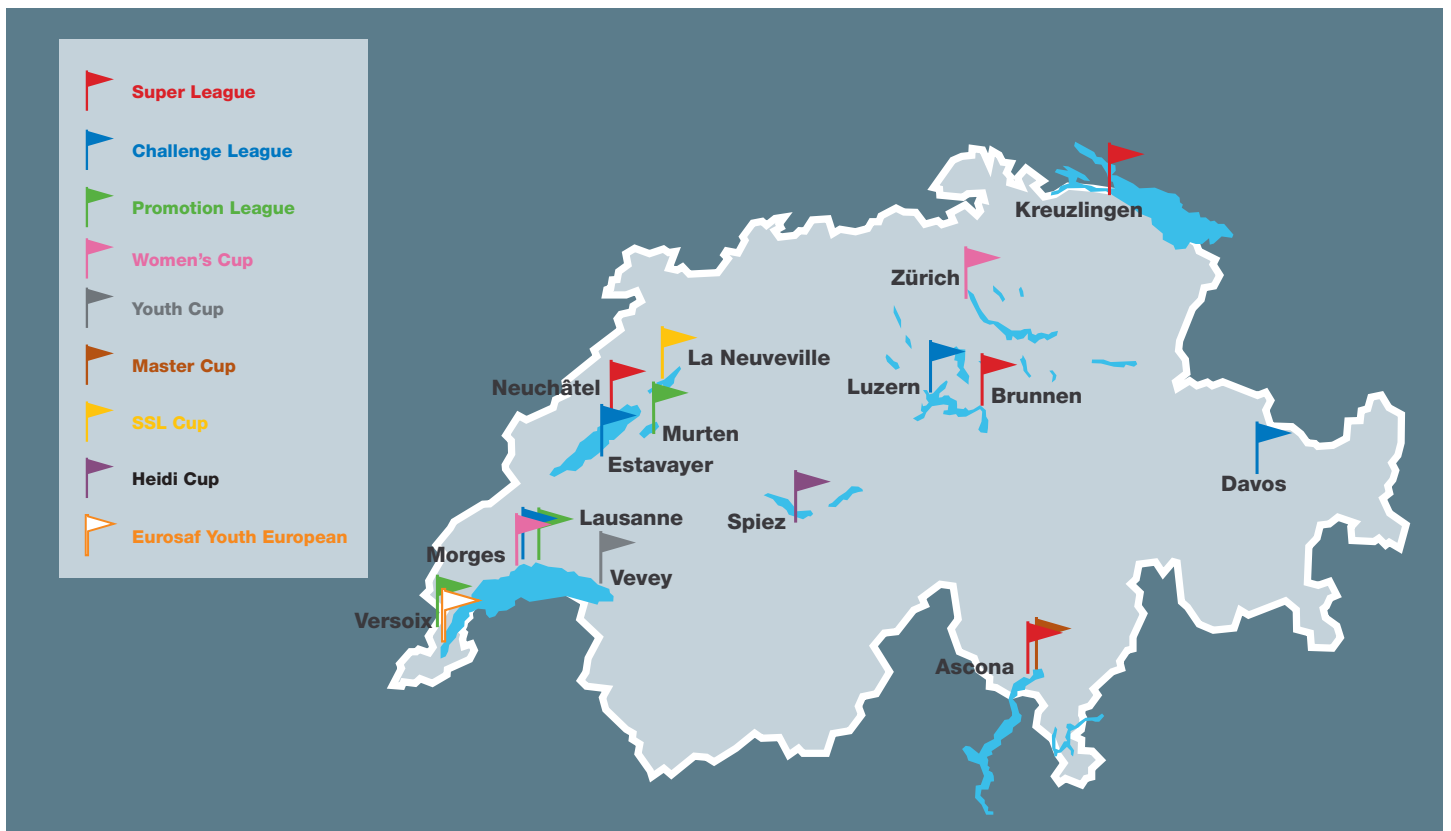 Super League
Challenge League
Promotion League
Women's Cup
Youth Cup
Master Cup
SSL Cup
Heidi Cup
Eurosaf Youth European
Kreuzlingen
Zürich
La Neuveville
Neuchâtel
Luzern
Brunnen
Murten
Estavayer
Davos
Lausanne
Spiez
Morges
Vevey
Versoix
Ascona